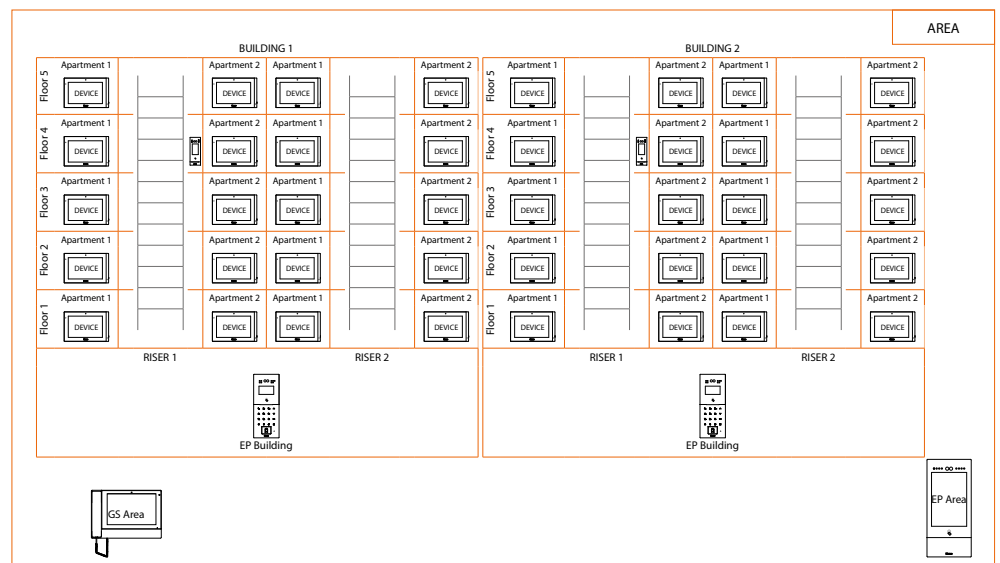 AREA
BUILDING 1
BUILDING 2
Floor 5
Apartment 1
Apartment 2
Apartment 1
Apartment 2
Floor 5
Apartment 1
Apartment 2
Apartment 1
Apartment 2
DEVICE
DEVICE
DEVICE
DEVICE
DEVICE
DEVICE
DEVICE
DEVICE
Floor 4
Apartment 1
Apartment 2
Apartment 1
Apartment 2
Floor 4
Apartment 1
Apartment 2
Apartment 1
Apartment 2
DEVICE
DEVICE
DEVICE
DEVICE
DEVICE
DEVICE
DEVICE
DEVICE
Floor 3
Apartment 1
Apartment 2
Apartment 1
Apartment 2
Floor 3
Apartment 1
Apartment 2
Apartment 1
Apartment 2
DEVICE
DEVICE
DEVICE
DEVICE
DEVICE
DEVICE
DEVICE
DEVICE
Floor 2
Apartment 1
Apartment 2
Apartment 1
Apartment 2
Floor 2
Apartment 1
Apartment 2
Apartment 1
Apartment 2
DEVICE
DEVICE
DEVICE
DEVICE
DEVICE
DEVICE
DEVICE
DEVICE
Floor 1
Apartment 1
Apartment 2
Apartment 1
Apartment 2
Floor 1
Apartment 1
Apartment 2
Apartment 1
Apartment 2
DEVICE
DEVICE
DEVICE
DEVICE
DEVICE
DEVICE
DEVICE
DEVICE
RISER 1
RISER 2
RISER 1
RISER 2
EP Building
EP Building
GS Area
EP Area